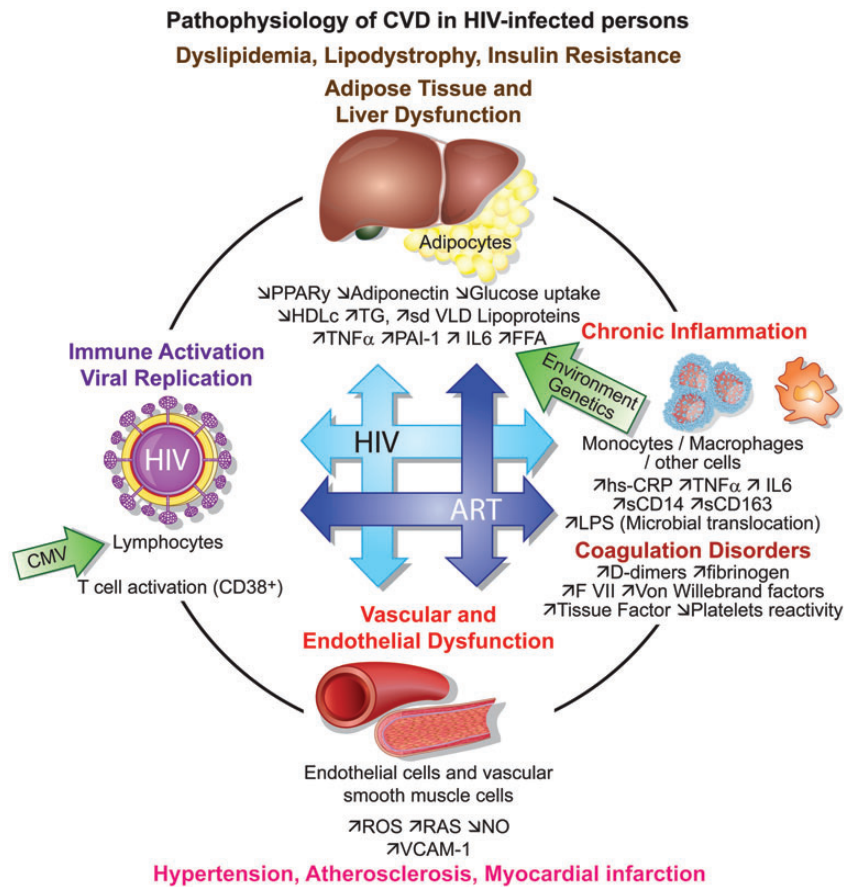 Pathophysiology of CVD in HIV-infected persons
Dyslipidemia, Lipodystrophy, Insulin Resistance
Adipose Tissue and
Liver Dysfunction
Adipocytes
↘PPARy ↘Adiponectin ↘Glucose uptake
↘HDLc ↗TG, ↗sd VLD Lipoproteins
↗TNFα ↗PAI-1 ↗ IL6 ↗FFA
Immune Activation
Viral Replication
HIV
Lymphocytes
CMV
T cell activation (CD38+)
HIV
ART
Environment
Genetics
Chronic Inflammation
Monocytes / Macrophages
/ other cells
↗hs-CRP ↗TNFα ↗ IL6
↗sCD14 ↗sCD163
↗LPS (Microbial translocation)
Coagulation Disorders
↗D-dimers ↗fibrinogen
↗F VII ↗Von Willebrand factors
↗Tissue Factor ↘Platelets reactivity
Vascular and
Endothelial Dysfunction
Endothelial cells and vascular
smooth muscle cells
↗ROS ↗RAS ↘NO
↗VCAM-1
Hypertension, Atherosclerosis, Myocardial infarction